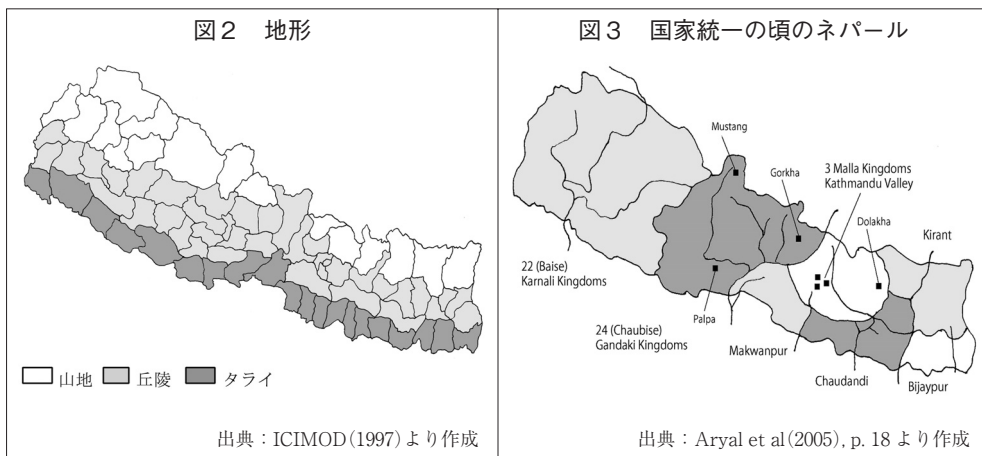 図2　地形
山地 丘陵 タライ
出典：ICIMOD(1997)より作成
図3　国家統一の頃のネパール
Mustang
Gorkha
3 Malla Kingdoms
Kathmandu Valley
Dolakha
Kirant
22 (Baise)
Karnali Kingdoms
Palpa
24 (Chaubise)
Gandaki Kingdoms
Makwanpur
Chaudandi
Bijaypur
出典：Aryal et al(2005), p. 18 より作成